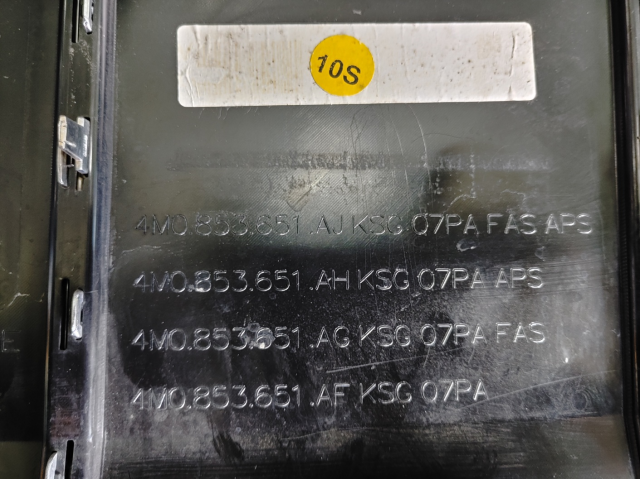 10S
4M0.853.651.AJ KSG 07PA FAS APS
4M0.853.651.AH KSG 07PA APS
4M0.853.651.AG KSG 07PA FAS
4M0.853.651.AF KSG 07PA